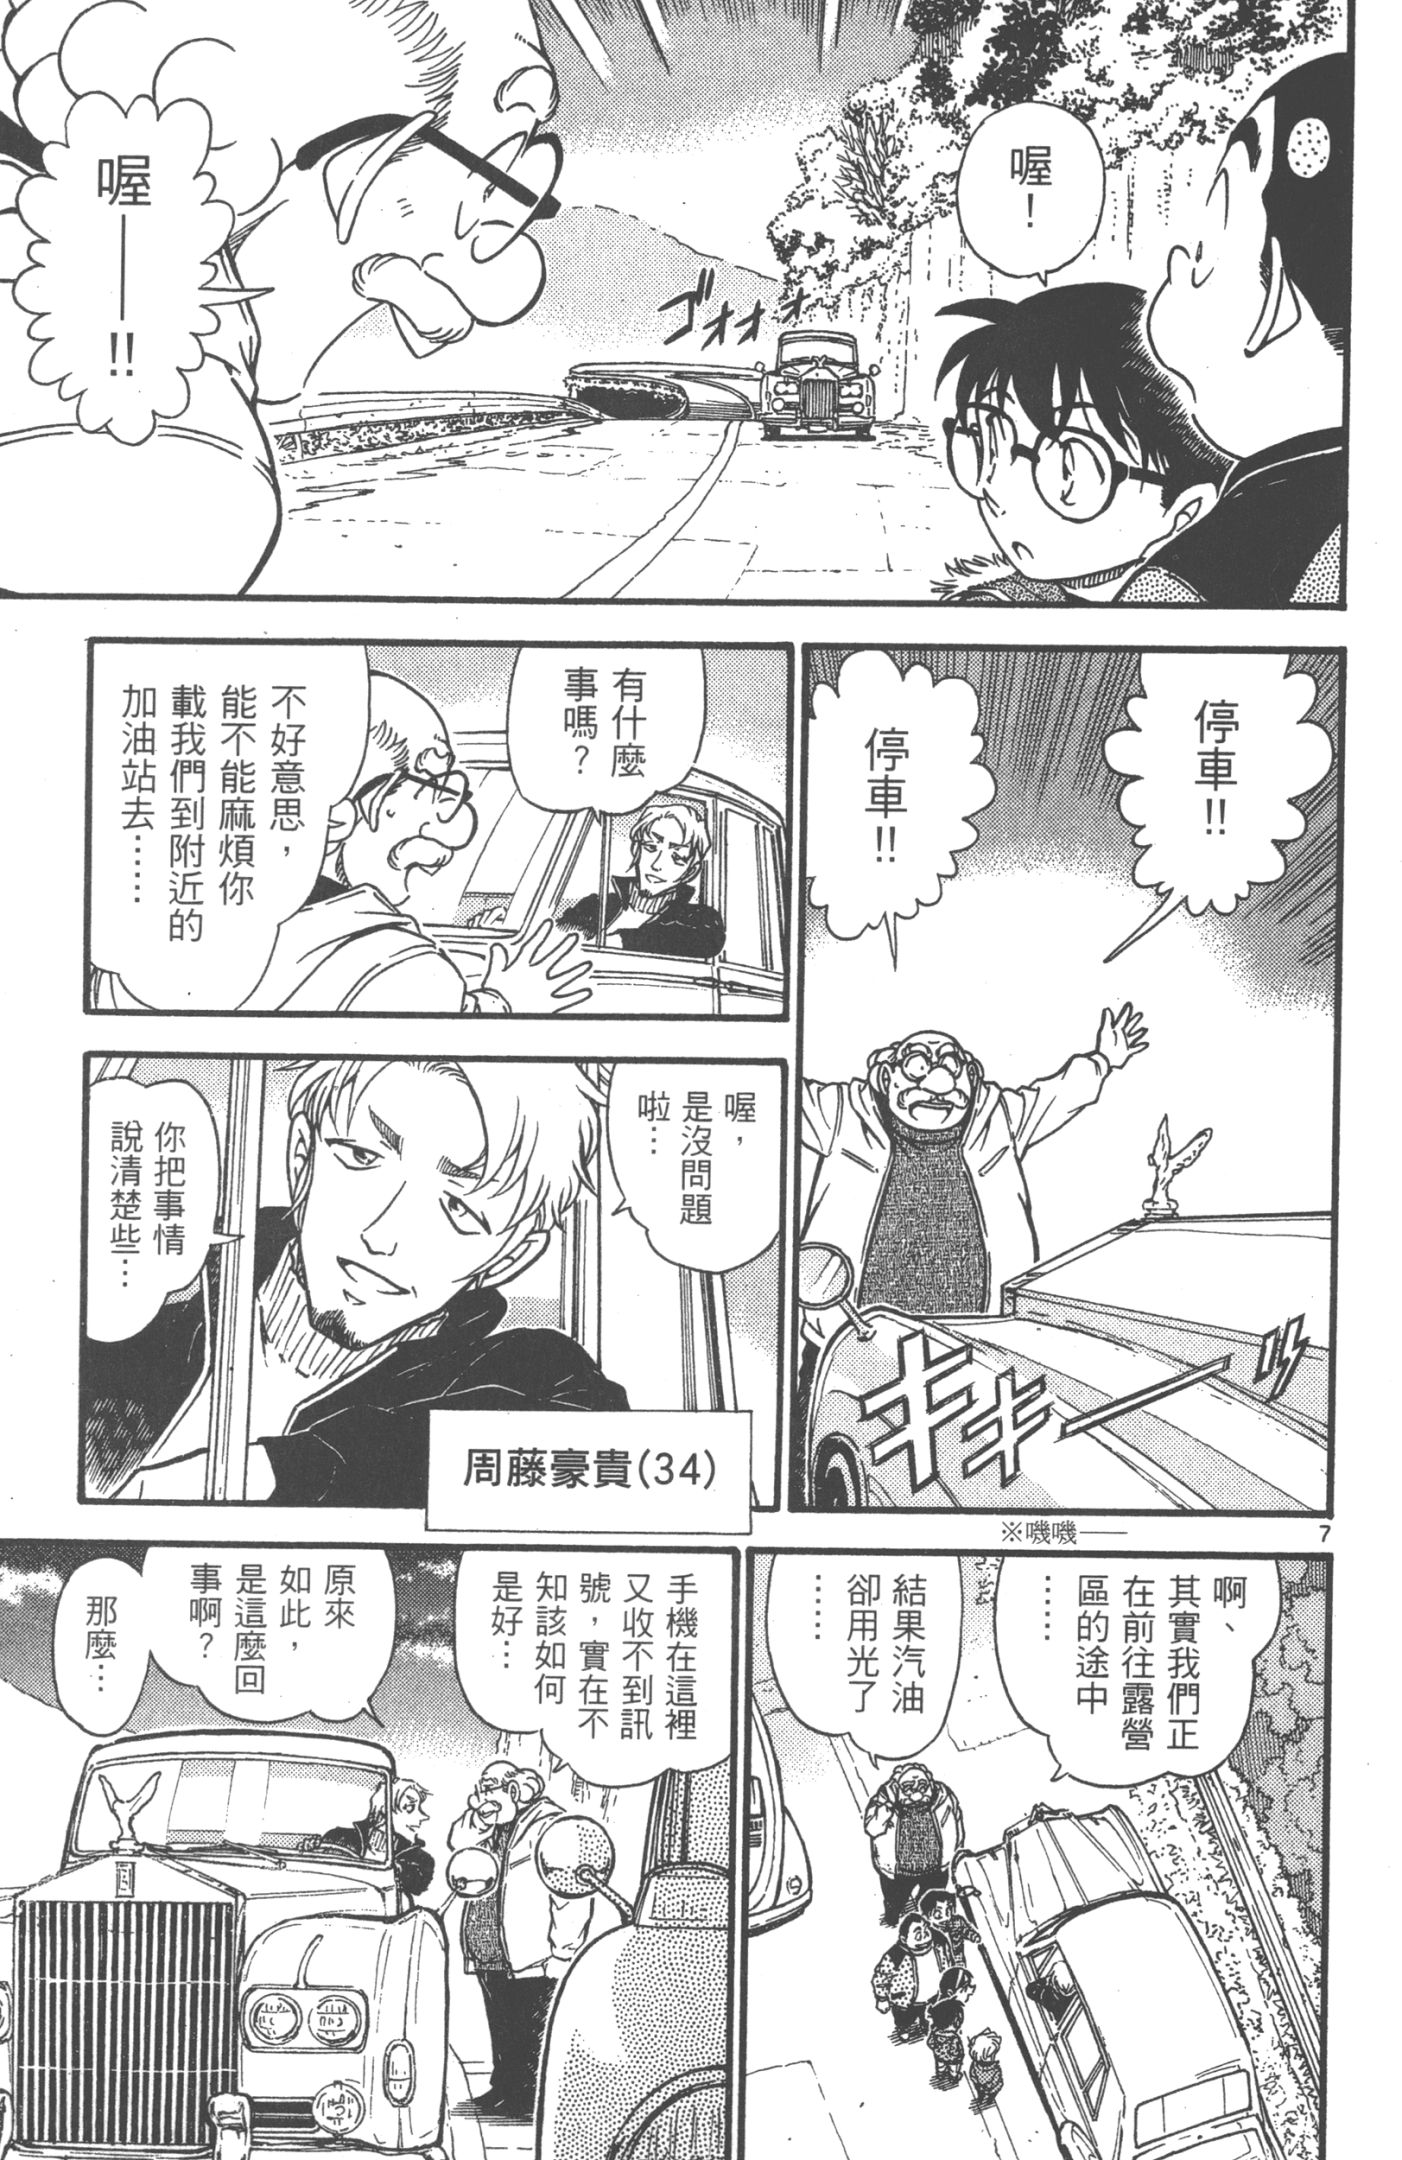 喔！
喔——!!
ゴォォォ
停車!!
停車!!
キキーッ
※嘰嘰——
7
有什麼
事嗎？
不好意思，
能不能麻煩你
載我們到附近的
加油站去……
喔，
是沒問題
啦…
你把事情
說清楚些…
周藤豪貴(34)
啊、
其實我們正
在前往露營
區的途中
……
結果汽油
卻用光了
……
手機在這裡
又收不到訊
號，實在不
知該如何
是好…
原來
如此，
是這麼回
事啊？
那麼…